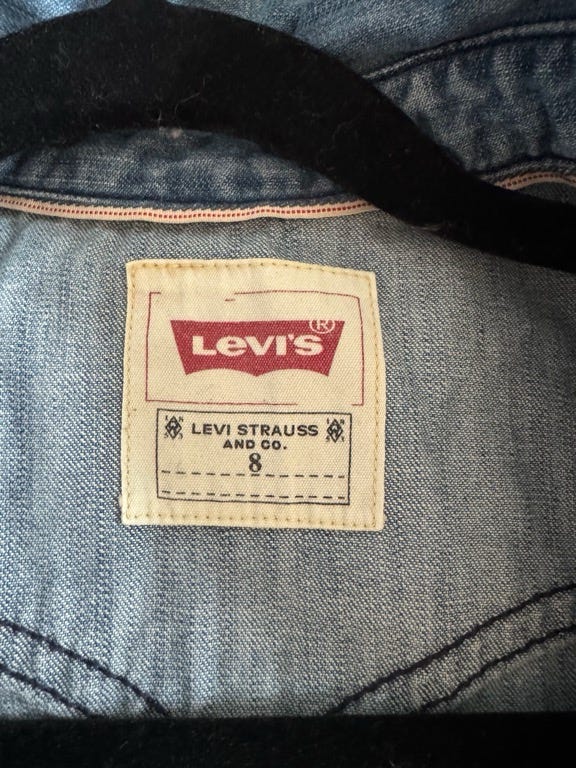 LEVI'S ®
LEVI STRAUSS
AND CO.
8